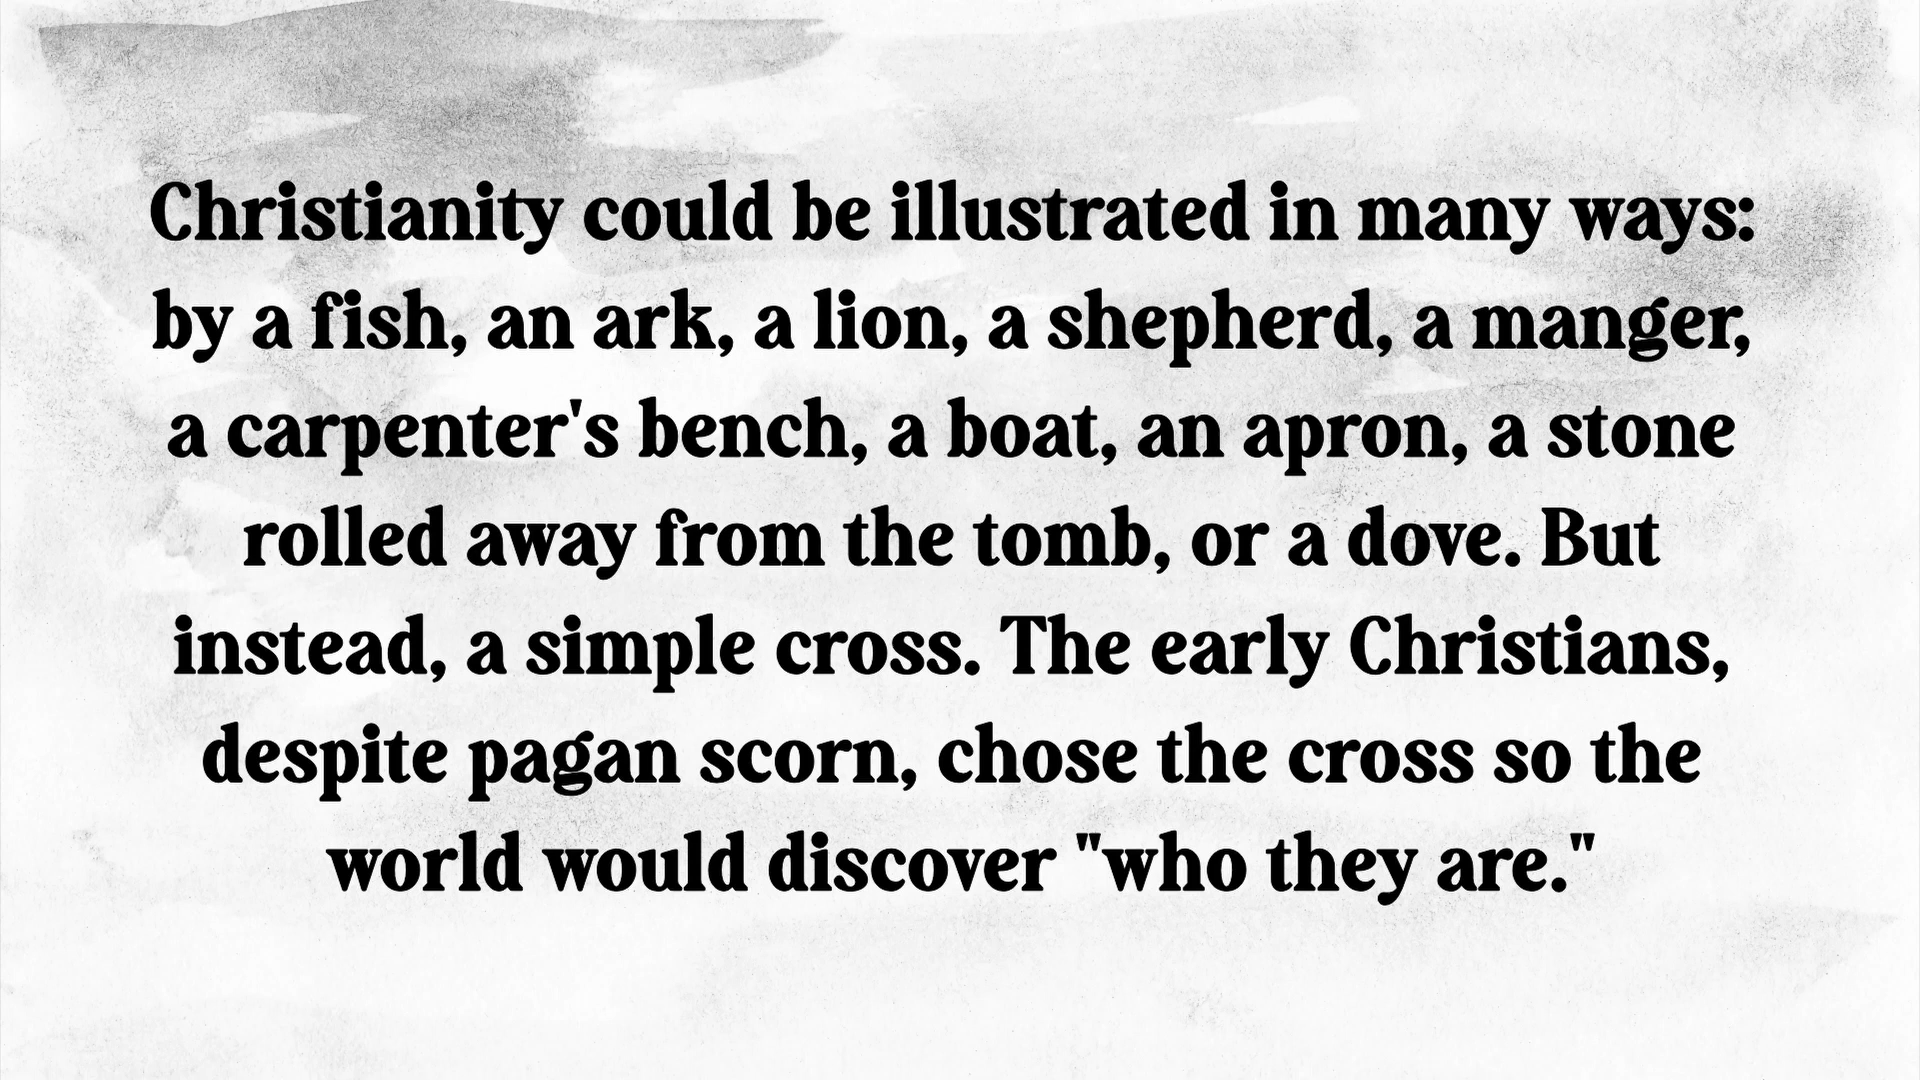 Christianity could be illustrated in many ways:
by a fish, an ark, a lion, a shepherd, a manger,
a carpenter's bench, a boat, an apron, a stone
rolled away from the tomb, or a dove. But
instead, a simple cross. The early Christians,
despite pagan scorn, chose the cross so the
world would discover "who they are."